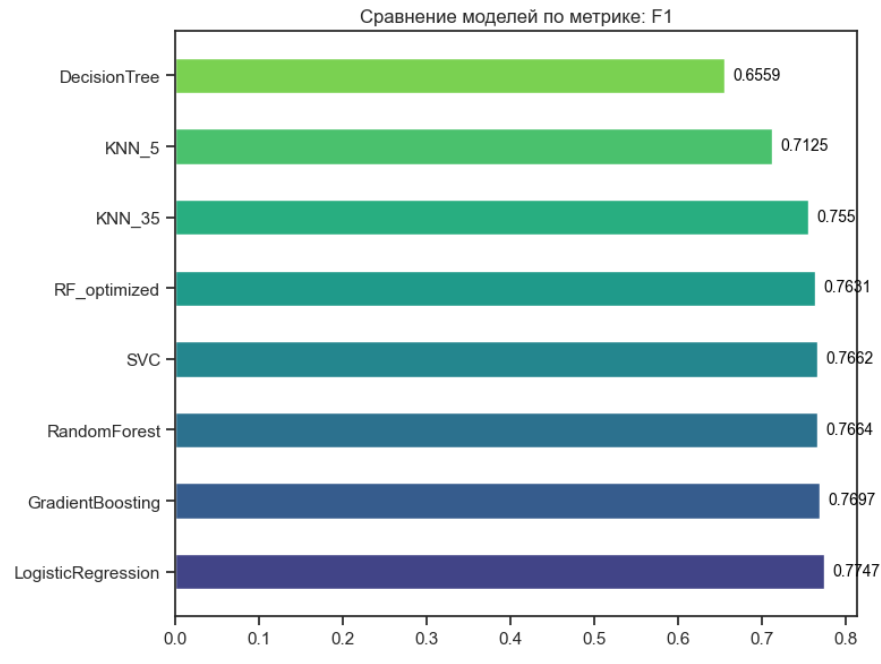 Сравнение моделей по метрике: F1
DecisionTree 0.6559
KNN_5 0.7125
KNN_35 0.755
RF_optimized 0.7631
SVC 0.7662
RandomForest 0.7664
GradientBoosting 0.7697
LogisticRegression 0.7747
0.0 0.1 0.2 0.3 0.4 0.5 0.6 0.7 0.8